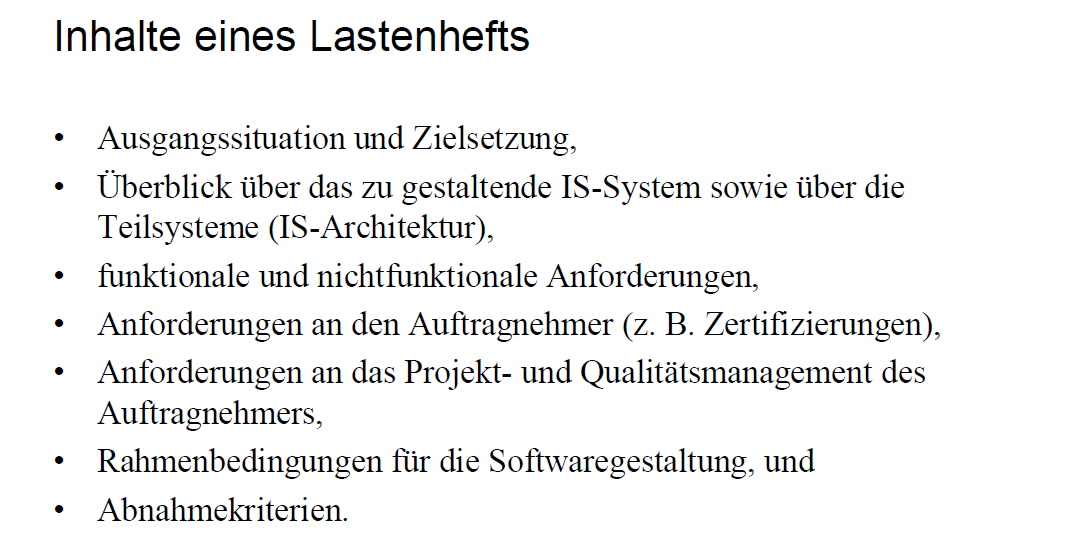 Inhalte eines Lastenhefts
• Ausgangssituation und Zielsetzung,
• Überblick über das zu gestaltende IS-System sowie über die
Teilsysteme (IS-Architektur),
• funktionale und nichtfunktionale Anforderungen,
• Anforderungen an den Auftragnehmer (z. B. Zertifizierungen),
• Anforderungen an das Projekt- und Qualitätsmanagement des
Auftragnehmers,
• Rahmenbedingungen für die Softwaregestaltung, und
• Abnahmekriterien.